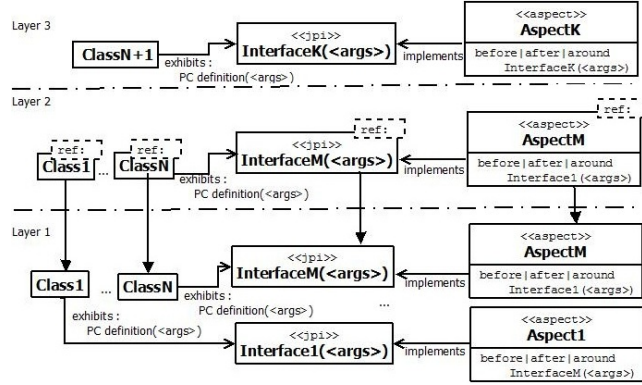 Layer 3
<<jpi>>
InterfaceK(<args>)
<<aspect>>
AspectK
before|after|around
InterfaceK(<args>)
ClassN+1
exhibits :
PC definition(<args>)
implements
Layer 2
ref:
Class1
...
ref:
ClassN
exhibits :
PC definition(<args>)
ref:
<<jpi>>
InterfaceM(<args>)
implements
ref:
<<aspect>>
AspectM
before|after|around
Interface1(<args>)
Layer 1
Class1
...
ClassN
exhibits :
PC definition(<args>)
<<jpi>>
InterfaceM(<args>)
...
implements
<<aspect>>
AspectM
before|after|around
Interface1(<args>)
exhibits :
PC definition(<args>)
<<jpi>>
Interface1(<args>)
implements
<<aspect>>
Aspect1
before|after|around
InterfaceM(<args>)